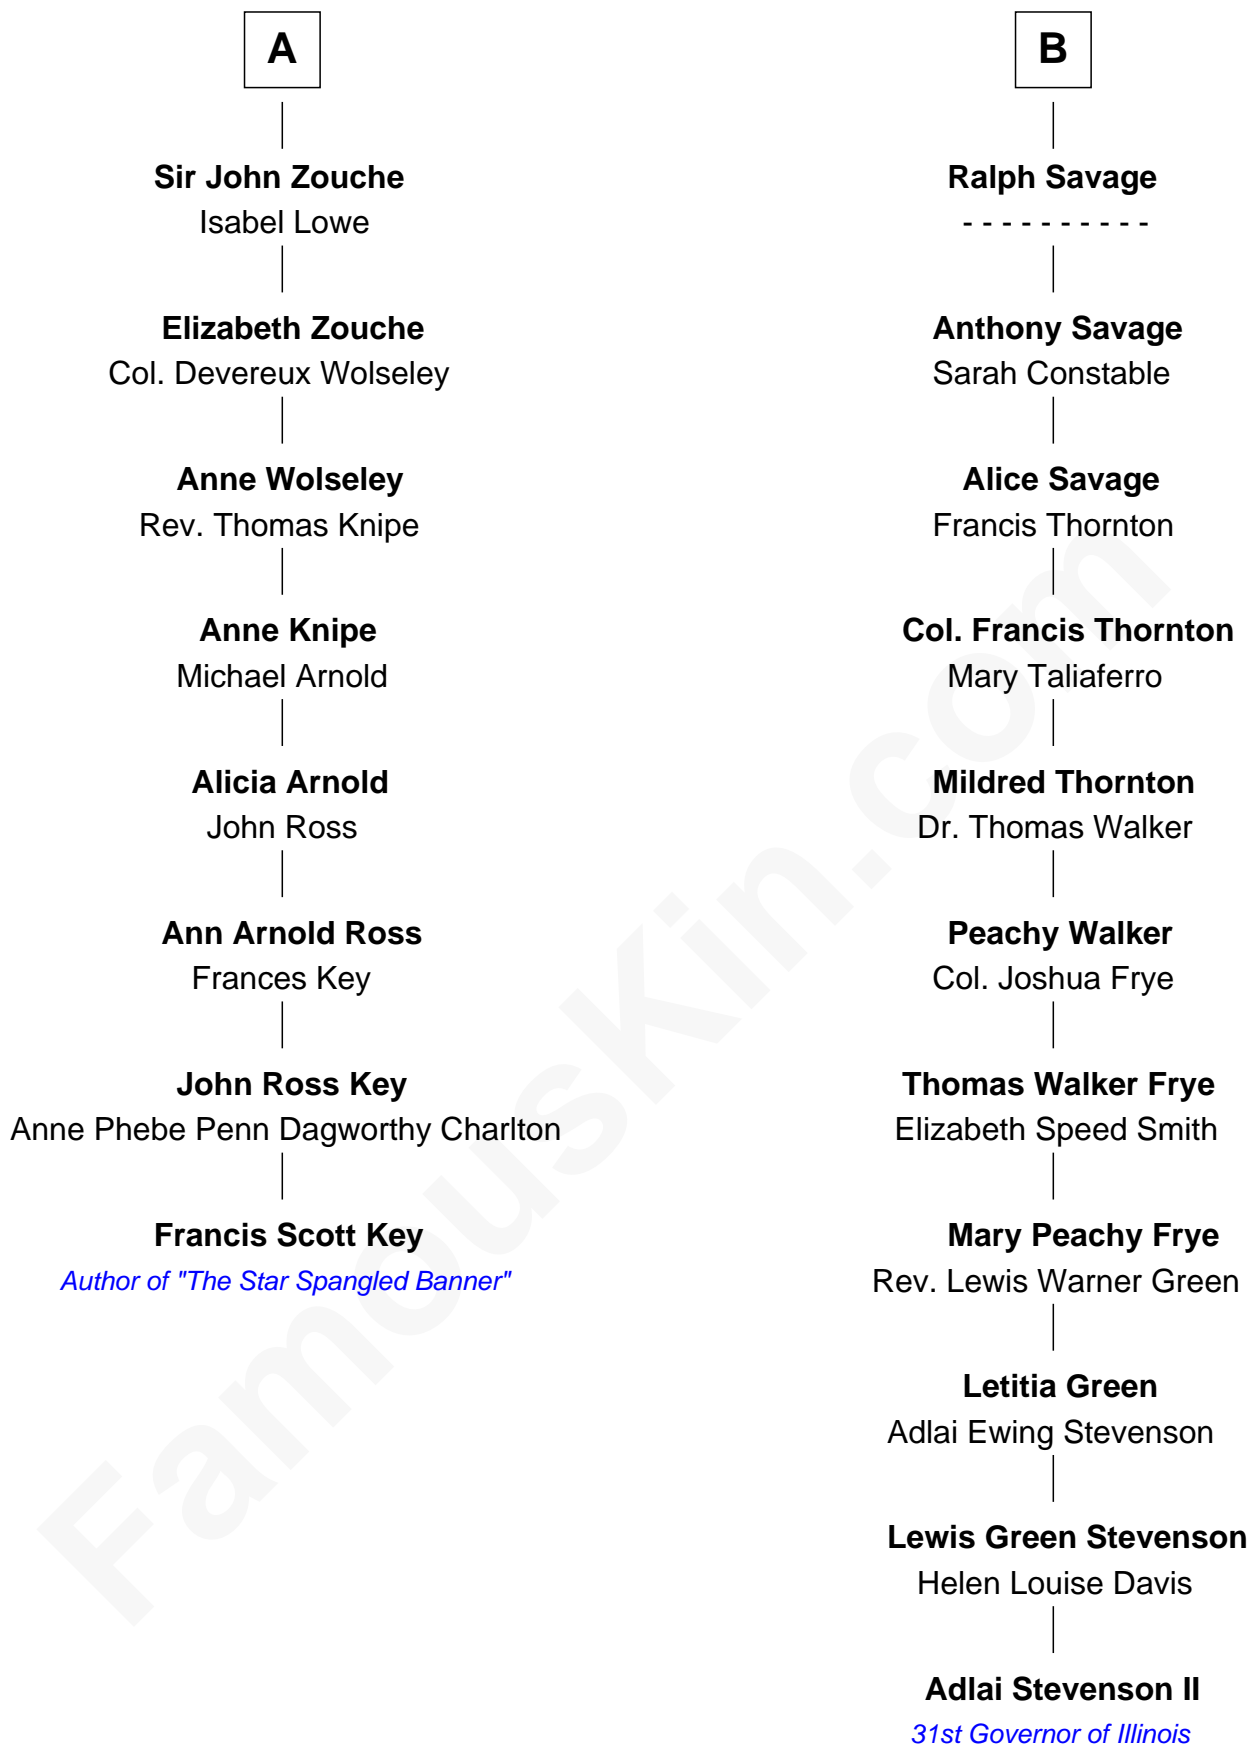 A
Sir John Zouche
Isabel Lowe
Elizabeth Zouche
Col. Devereux Wolseley
Anne Wolseley
Rev. Thomas Knipe
Anne Knipe
Michael Arnold
Alicia Arnold
John Ross
Ann Arnold Ross
Frances Key
John Ross Key
Anne Phebe Penn Dagworthy Charlton
Francis Scott Key
Author of "The Star Spangled Banner"
B
Ralph Savage
- - - - - - - - - -
Anthony Savage
Sarah Constable
Alice Savage
Francis Thornton
Col. Francis Thornton
Mary Taliaferro
Mildred Thornton
Dr. Thomas Walker
Peachy Walker
Col. Joshua Frye
Thomas Walker Frye
Elizabeth Speed Smith
Mary Peachy Frye
Rev. Lewis Warner Green
Letitia Green
Adlai Ewing Stevenson
Lewis Green Stevenson
Helen Louise Davis
Adlai Stevenson II
31st Governor of Illinois
FamousKin.com